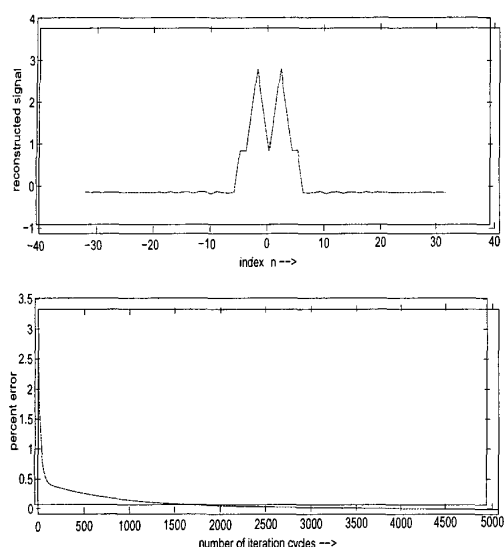 4
3
2
1
0
−1
reconstructed signal
−40 −30 −20 −10 0 10 20 30 40
index n −−>
3.5
3
2.5
2
1.5
1
0.5
0
percent error
0 500 1000 1500 2000 2500 3000 3500 4000 4500 5000
number of iteration cycles −−>